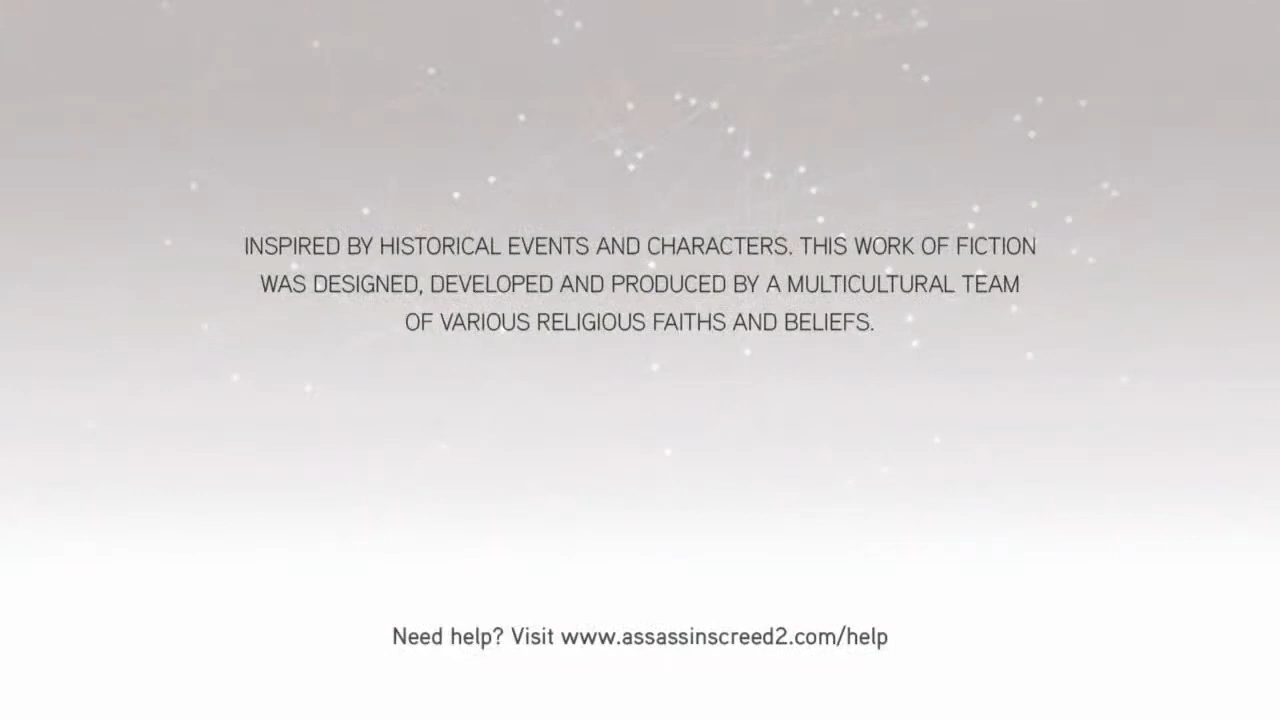 INSPIRED BY HISTORICAL EVENTS AND CHARACTERS. THIS WORK OF FICTION
WAS DESIGNED, DEVELOPED AND PRODUCED BY A MULTICULTURAL TEAM
OF VARIOUS RELIGIOUS FAITHS AND BELIEFS.
Need help? Visit www.assassinscreed2.com/help